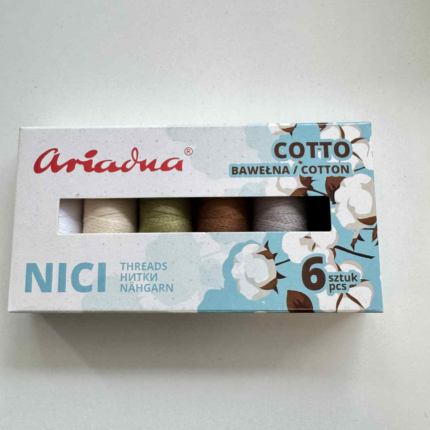 ariadna®
COTTO
BAWEŁNA / COTTON
NICI
THREADS
НИТКИ
NÄHGARN
6 sztuk
pcs